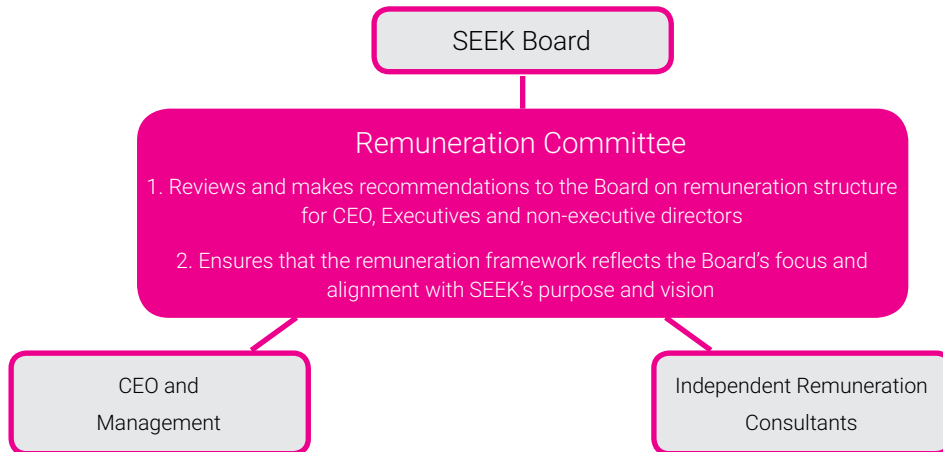 SEEK Board
Remuneration Committee
1. Reviews and makes recommendations to the Board on remuneration structure
for CEO, Executives and non-executive directors
2. Ensures that the remuneration framework reflects the Board’s focus and
alignment with SEEK’s purpose and vision
CEO and
Management
Independent Remuneration
Consultants